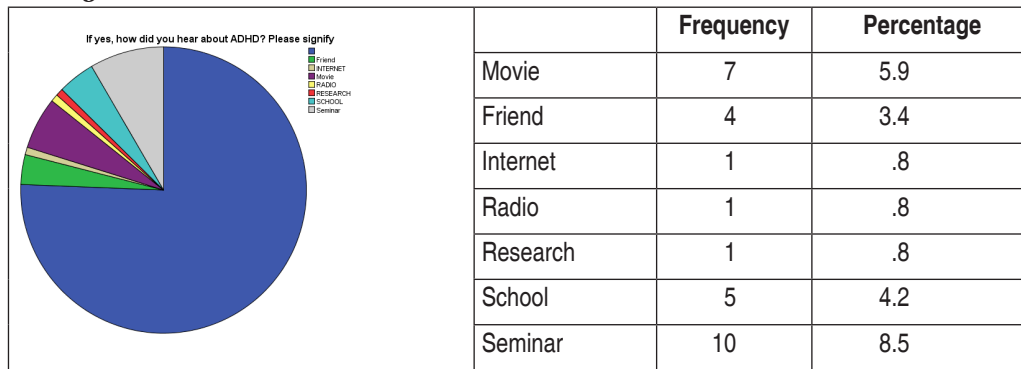 If yes, how did you hear about ADHD? Please signify
Friend
INTERNET
Movie
RADIO
RESEARCH
SCHOOL
Seminar
Frequency Percentage
Movie 7 5.9
Friend 4 3.4
Internet 1 .8
Radio 1 .8
Research 1 .8
School 5 4.2
Seminar 10 8.5